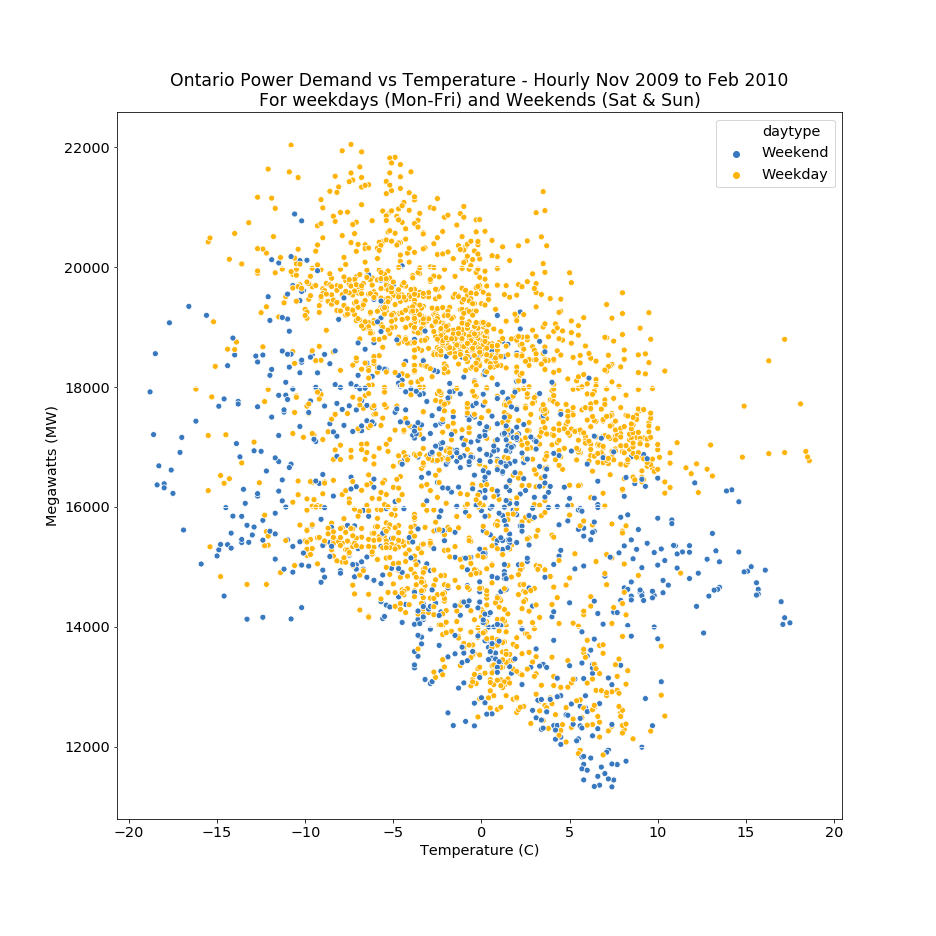 Ontario Power Demand vs Temperature - Hourly Nov 2009 to Feb 2010
For weekdays (Mon-Fri) and Weekends (Sat & Sun)
daytype
Weekend
Weekday
22000
20000
18000
16000
14000
12000
Megawatts (MW)
−20 −15 −10 −5 0 5 10 15 20
Temperature (C)